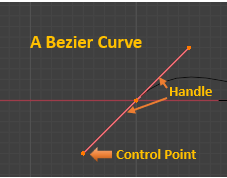 A Bezier Curve
Handle
Control Point